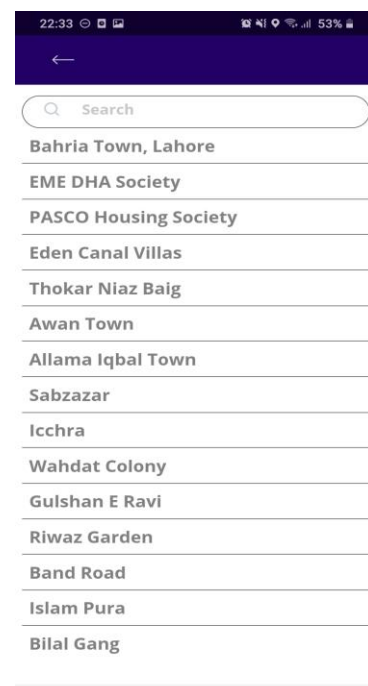 22:33 53%
Search
Bahria Town, Lahore
EME DHA Society
PASCO Housing Society
Eden Canal Villas
Thokar Niaz Baig
Awan Town
Allama Iqbal Town
Sabzazar
Icchra
Wahdat Colony
Gulshan E Ravi
Riwaz Garden
Band Road
Islam Pura
Bilal Gang